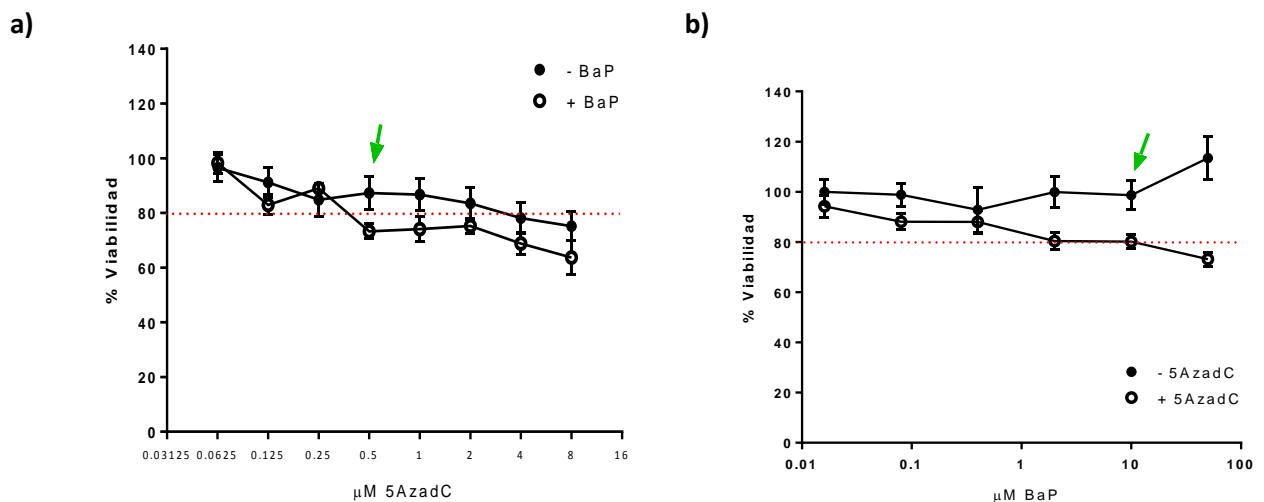 a)
% Viabilidad
140
120
100
80
60
40
20
0
- BaP
+ BaP
0.03125 0.0625 0.125 0.25 0.5 1 2 4 8 16
µM 5AzadC
b)
% Viabilidad
140
120
100
80
60
40
20
0
- 5AzadC
+ 5AzadC
0.01 0.1 1 10 100
µM BaP